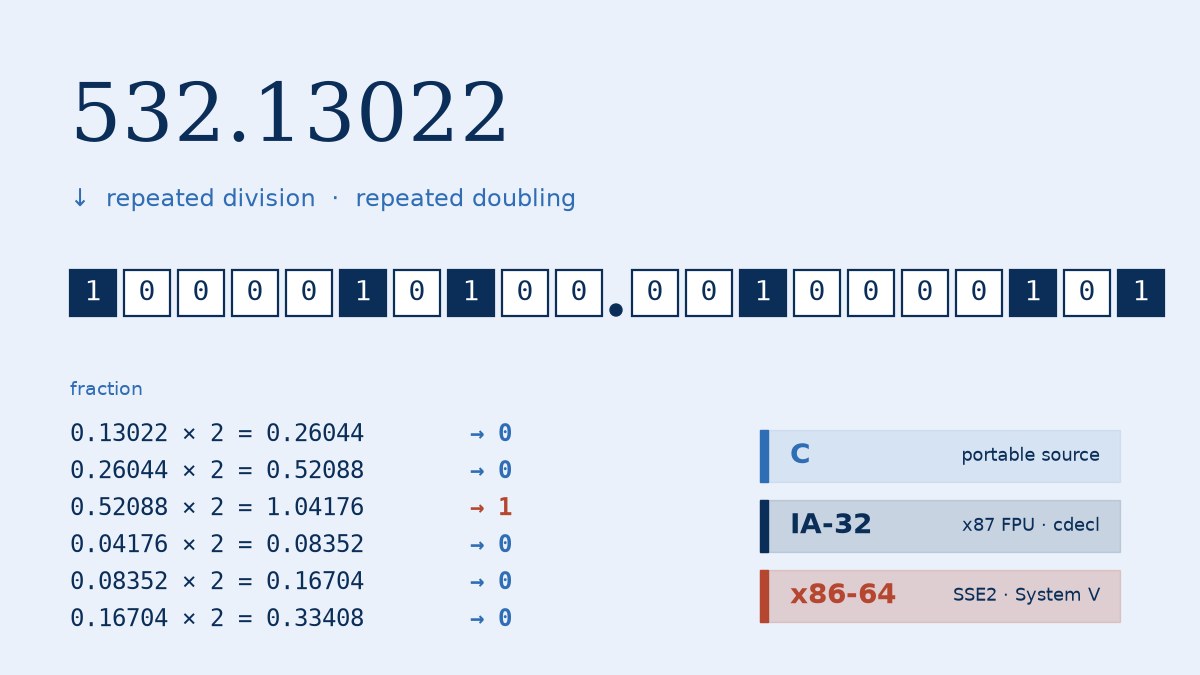 532.13022
↓ repeated division · repeated doubling
1 0 0 0 0 1 0 1 0 0 . 0 0 1 0 0 0 0 1 0 1
fraction
0.13022 × 2 = 0.26044 → 0
0.26044 × 2 = 0.52088 → 0
0.52088 × 2 = 1.04176 → 1
0.04176 × 2 = 0.08352 → 0
0.08352 × 2 = 0.16704 → 0
0.16704 × 2 = 0.33408 → 0
C portable source
IA-32 x87 FPU · cdecl
x86-64 SSE2 · System V